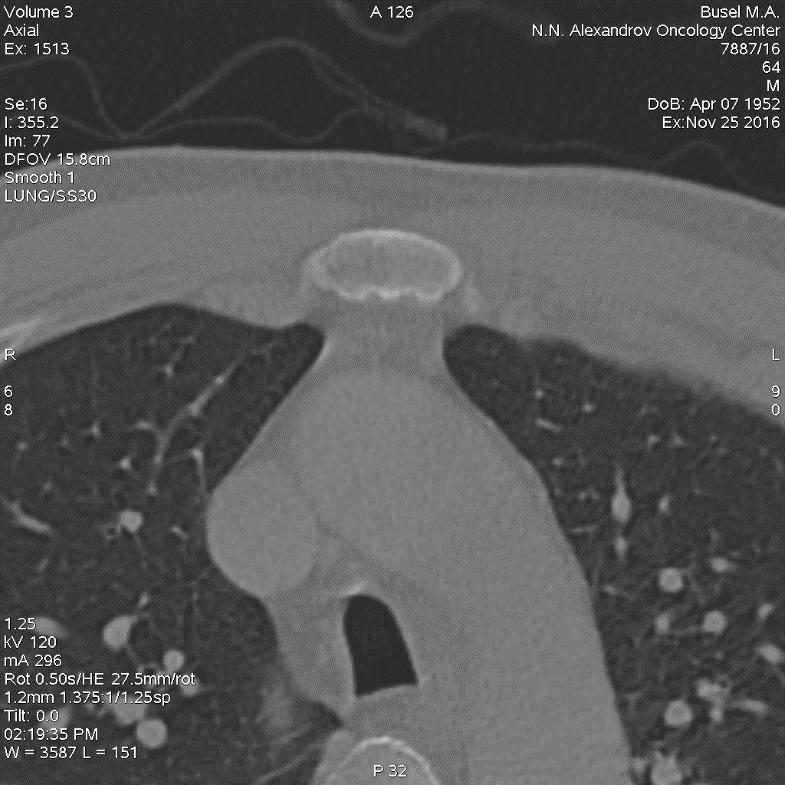 Volume 3
Axial
Ex: 1513
Se:16
I: 355.2
Im: 77
DFOV 15.8cm
Smooth 1
LUNG/SS30
A 126
Busel M.A.
N.N. Alexandrov Oncology Center
7887/16
64
M
DoB: Apr 07 1952
Ex:Nov 25 2016
R
6
8
L
9
0
1.25
kV 120
mA 296
Rot 0.50s/HE 27.5mm/rot
1.2mm 1.375:1/1.25sp
Tilt: 0.0
02:19:35 PM
W = 3587 L = 151
P 32